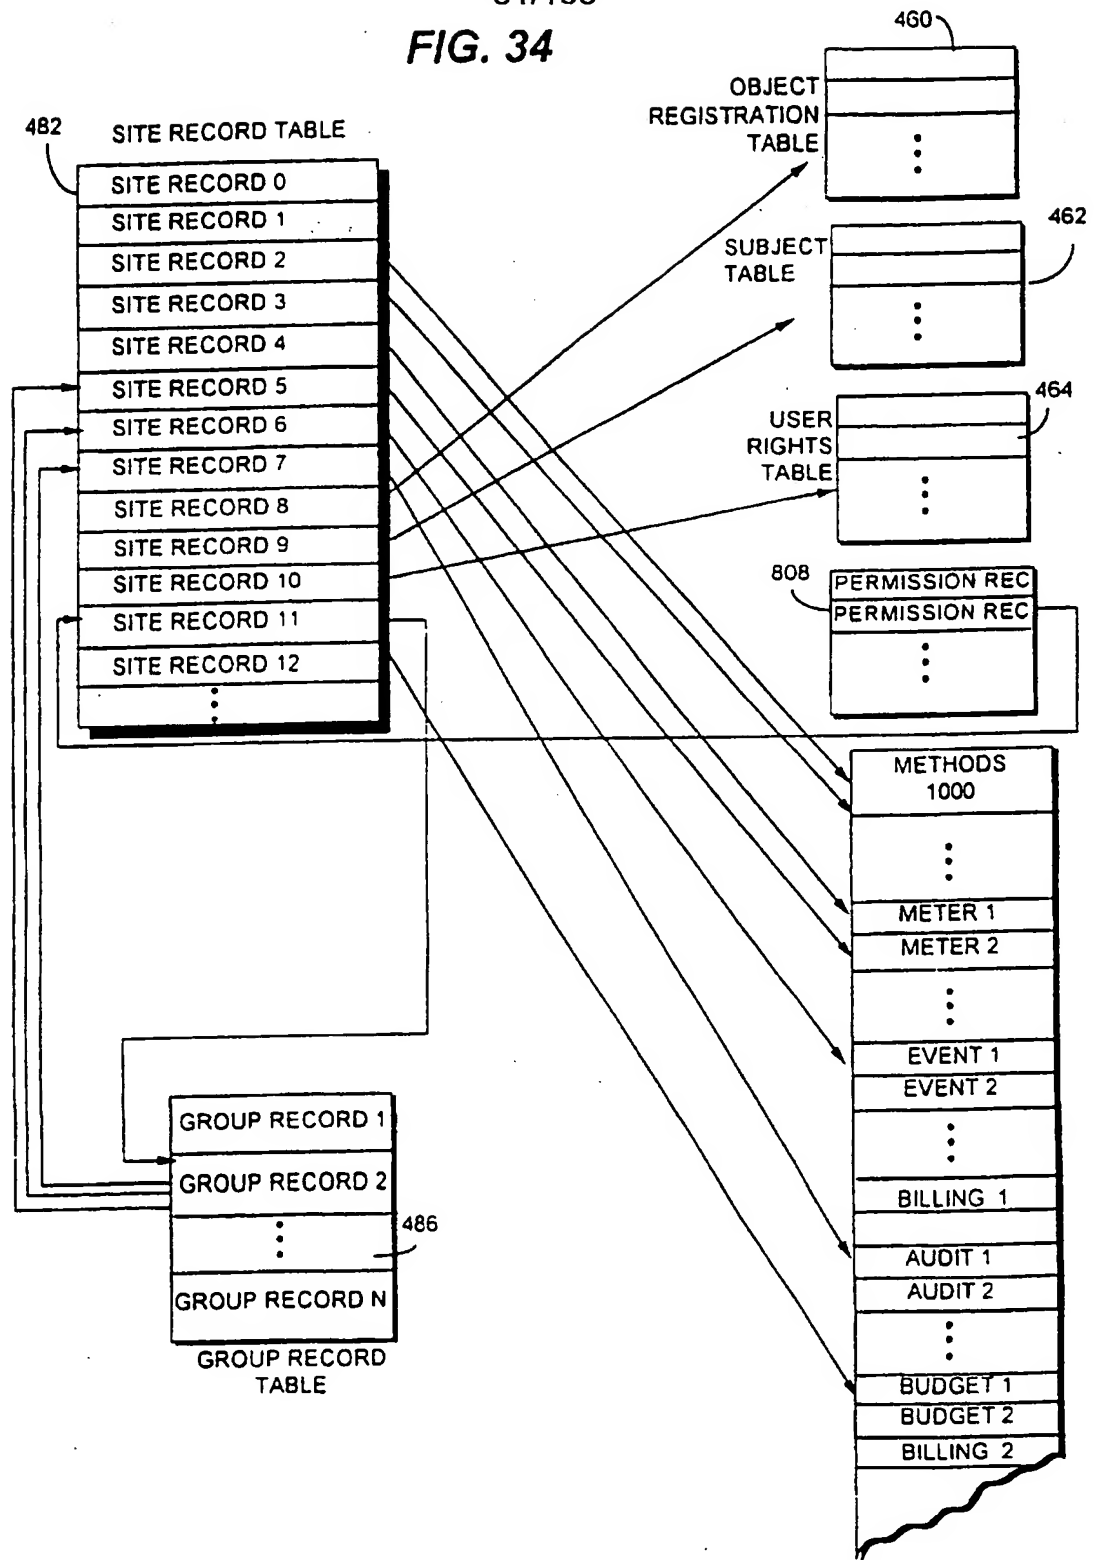 FIG. 34
460
OBJECT
REGISTRATION
TABLE
482
SITE RECORD TABLE
SITE RECORD 0
SITE RECORD 1
SITE RECORD 2
SITE RECORD 3
SITE RECORD 4
SITE RECORD 5
SITE RECORD 6
SITE RECORD 7
SITE RECORD 8
SITE RECORD 9
SITE RECORD 10
SITE RECORD 11
SITE RECORD 12
462
SUBJECT
TABLE
464
USER
RIGHTS
TABLE
808
PERMISSION REC
PERMISSION REC
METHODS
1000
METER 1
METER 2
EVENT 1
EVENT 2
BILLING 1
AUDIT 1
AUDIT 2
BUDGET 1
BUDGET 2
BILLING 2
GROUP RECORD 1
GROUP RECORD 2
486
GROUP RECORD N
GROUP RECORD
TABLE